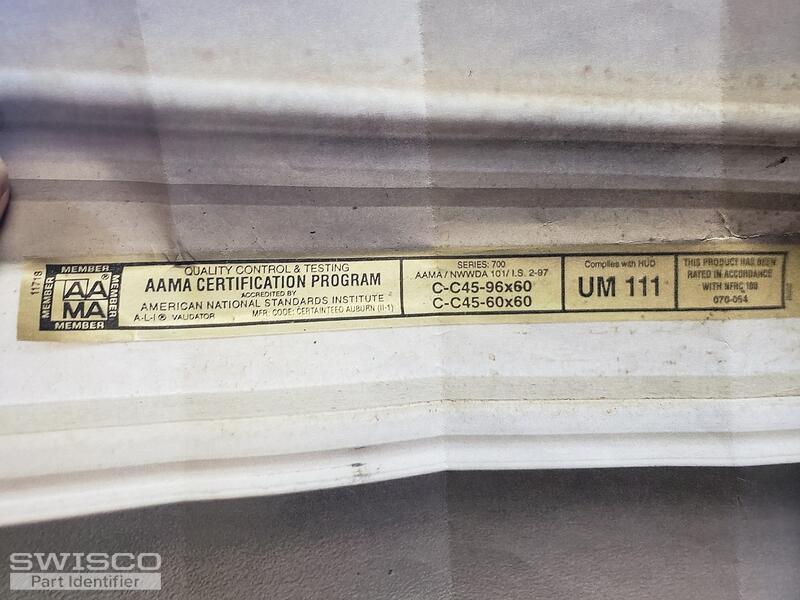 11718
MEMBER
MEMBER
AA
MA
MEMBER
MEMBER
QUALITY CONTROL & TESTING
AAMA CERTIFICATION PROGRAM
ACCREDITED BY
AMERICAN NATIONAL STANDARDS INSTITUTE
A-L-I ® VALIDATOR MFR. CODE: CERTAINTEED AUBURN (II-1)
SERIES: 700
AAMA / NWWDA 101/ I.S. 2-97
C-C45-96x60
C-C45-60x60
Complies with HUD
UM 111
THIS PRODUCT HAS BEEN
RATED IN ACCORDANCE
WITH NFRC 100
070-054
SWISCO
Part Identifier